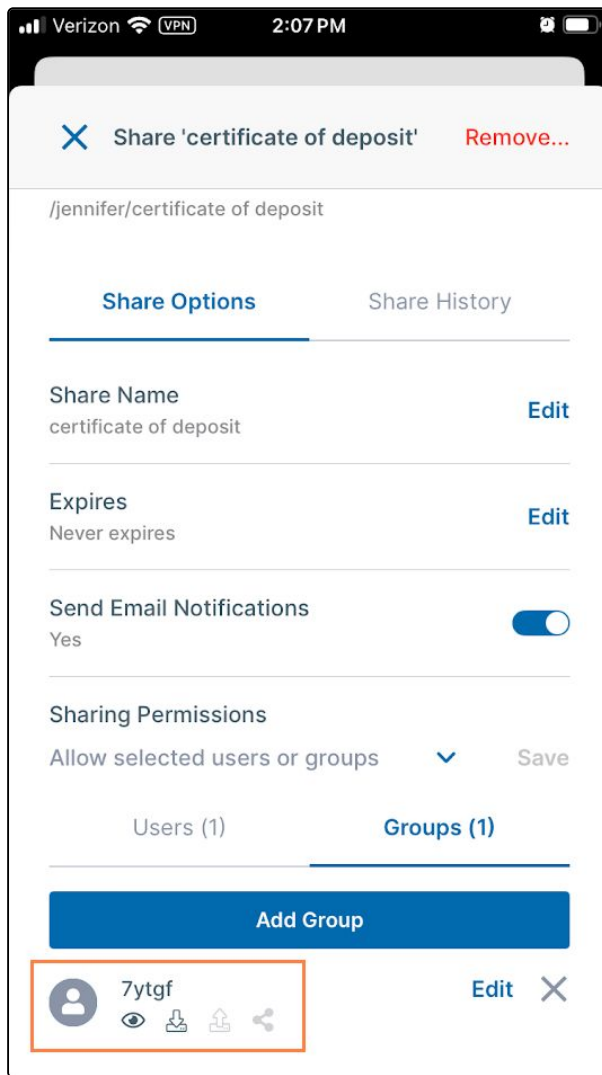 Verizon VPN 2:07 PM
Share 'certificate of deposit' Remove...
/jennifer/certificate of deposit
Share Options Share History
Share Name
Edit
certificate of deposit
Expires
Edit
Never expires
Send Email Notifications
Yes
Sharing Permissions
Allow selected users or groups Save
Users (1) Groups (1)
Add Group
7ytgf Edit